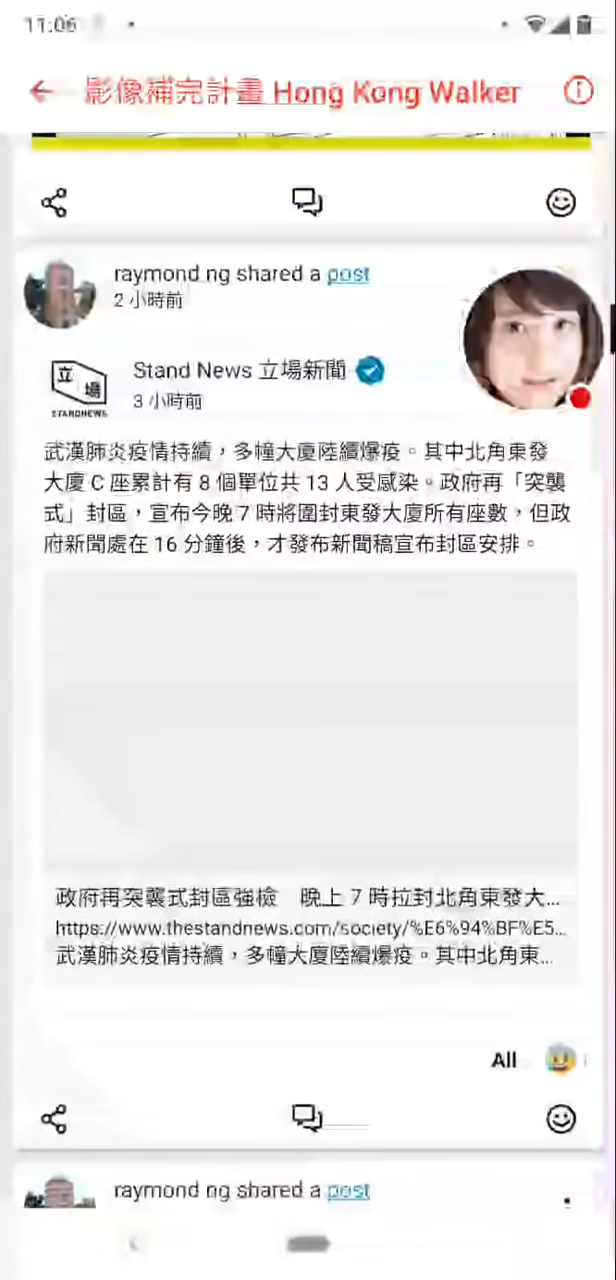 11:06
影像補完計畫 Hong Kong Walker
raymond ng shared a post
2 小時前
立場
STANDNEWS
Stand News 立場新聞
3 小時前
武漢肺炎疫情持續，多幢大廈陸續爆疫。其中北角東發
大廈 C 座累計有 8 個單位共 13 人受感染。政府再「突襲
式」封區，宣布今晚 7 時將圍封東發大廈所有座數，但政
府新聞處在 16 分鐘後，才發布新聞稿宣布封區安排。
政府再突襲式封區強檢　晚上 7 時拉封北角東發大...
https://www.thestandnews.com/society/%E6%94%BF%E5...
武漢肺炎疫情持續，多幢大廈陸續爆疫。其中北角東...
All
raymond ng shared a post